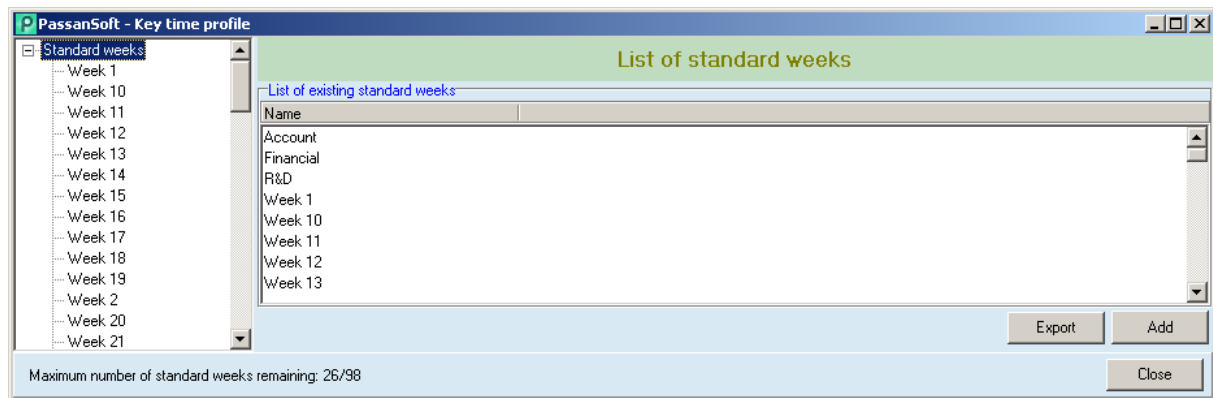 PassanSoft - Key time profile
Standard weeks
Week 1
Week 10
Week 11
Week 12
Week 13
Week 14
Week 15
Week 16
Week 17
Week 18
Week 19
Week 2
Week 20
Week 21
List of standard weeks
List of existing standard weeks
Name
Account
Financial
R&D
Week 1
Week 10
Week 11
Week 12
Week 13
Export Add
Maximum number of standard weeks remaining: 26/98 Close